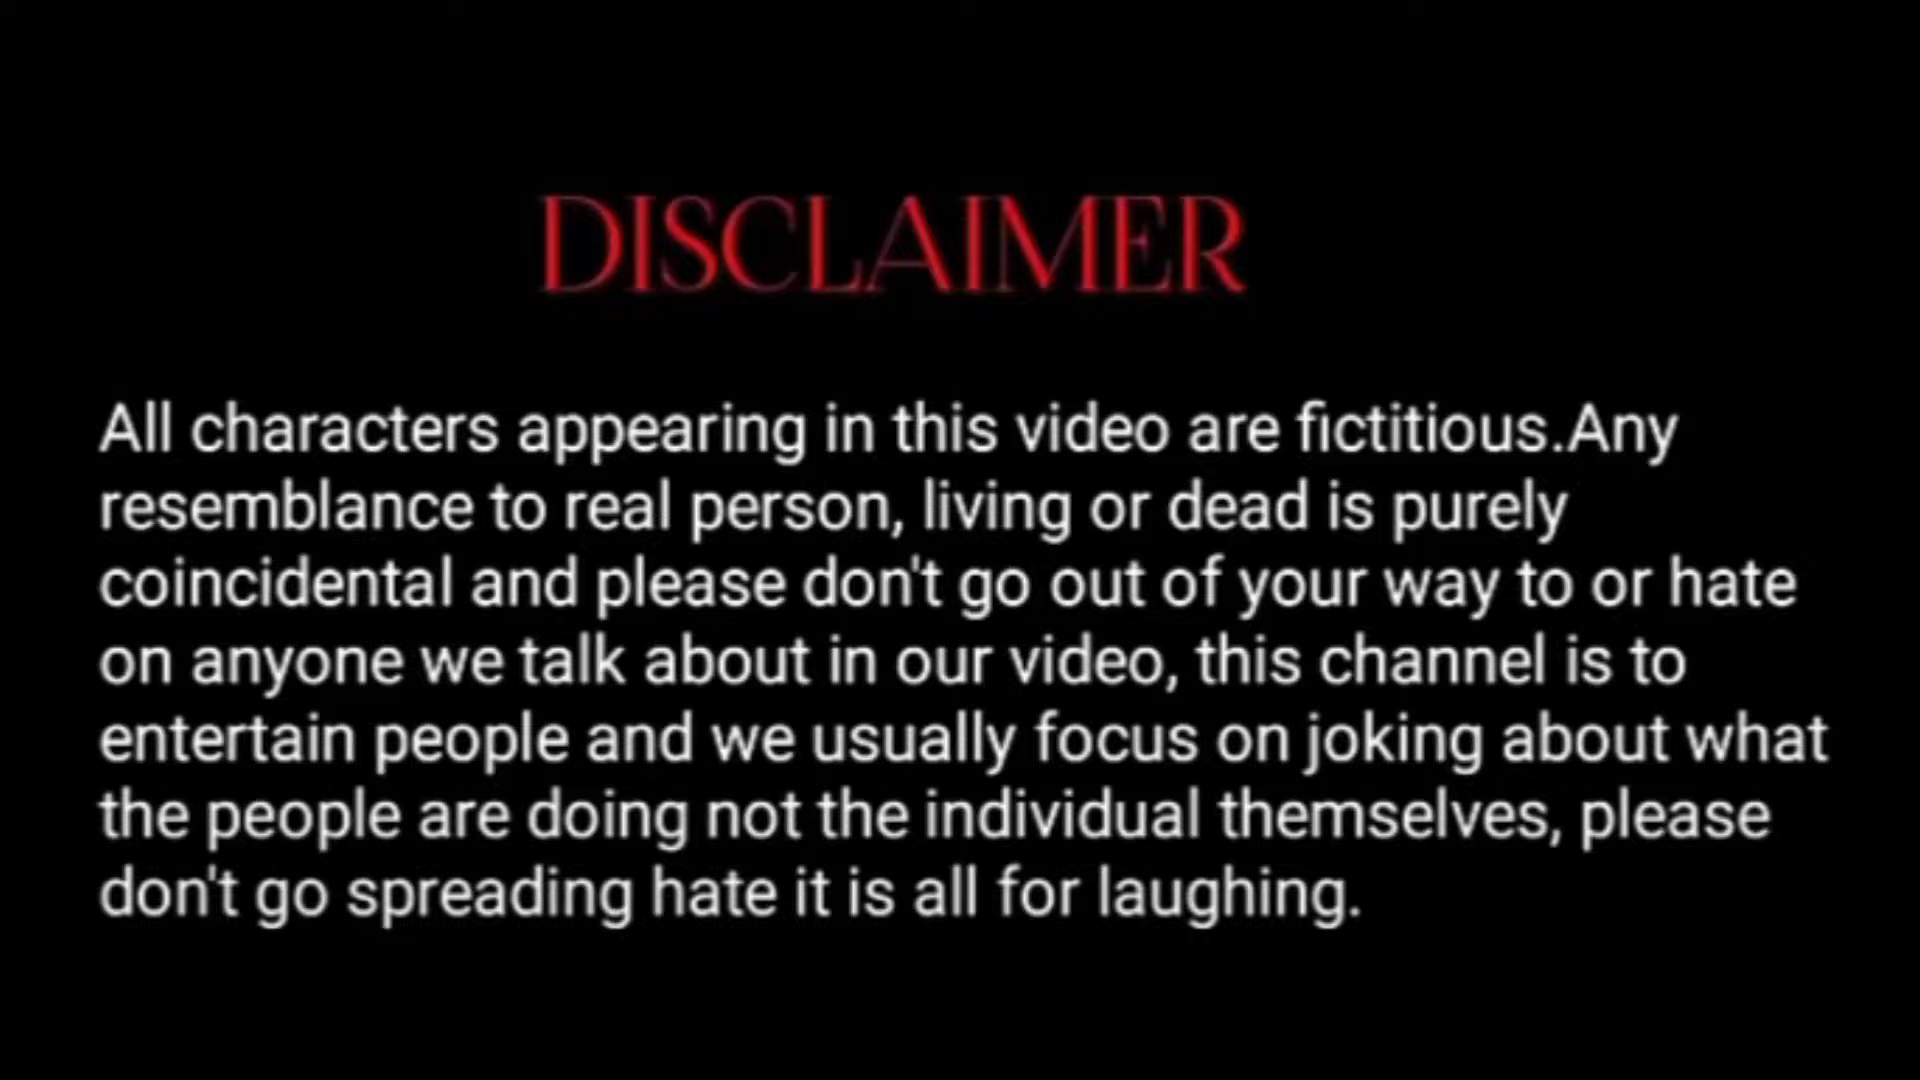 DISCLAIMER
All characters appearing in this video are fictitious.Any
resemblance to real person, living or dead is purely
coincidental and please don't go out of your way to or hate
on anyone we talk about in our video, this channel is to
entertain people and we usually focus on joking about what
the people are doing not the individual themselves, please
don't go spreading hate it is all for laughing.